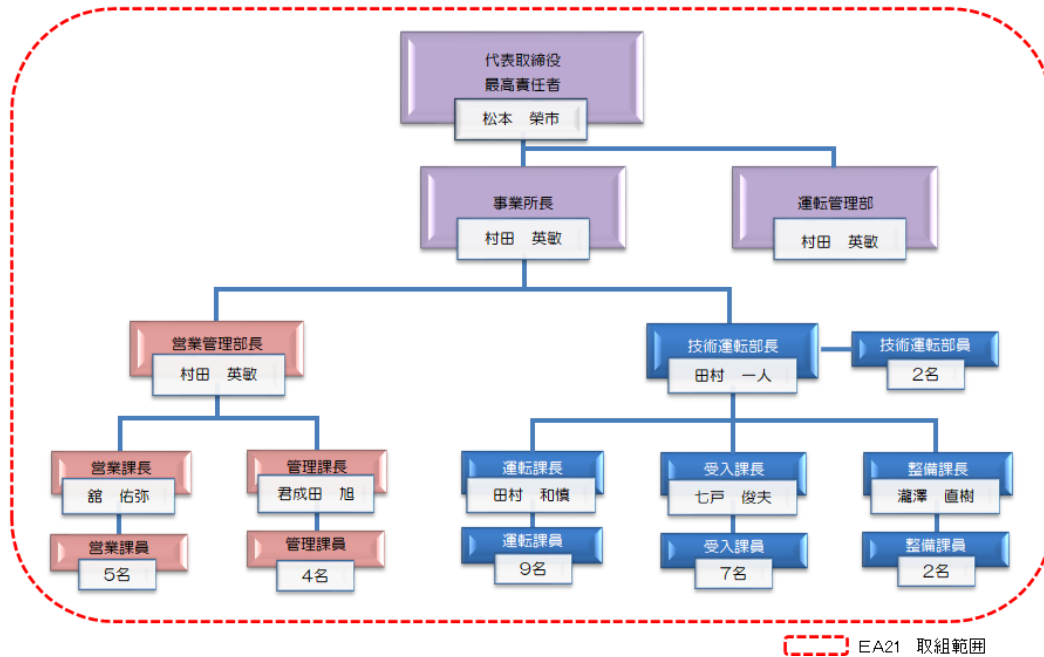 代表取締役
最高責任者
松本　榮市
事業所長
村田　英敏
運転管理部
村田　英敏
営業管理部長
村田　英敏
技術運転部長
田村　一人
技術運転部員
2名
営業課長
舘　佑弥
管理課長
君成田　旭
運転課長
田村　和慎
受入課長
七戸　俊夫
整備課長
瀧澤　直樹
営業課員
5名
管理課員
4名
運転課員
9名
受入課員
7名
整備課員
2名
EA21　取組範囲